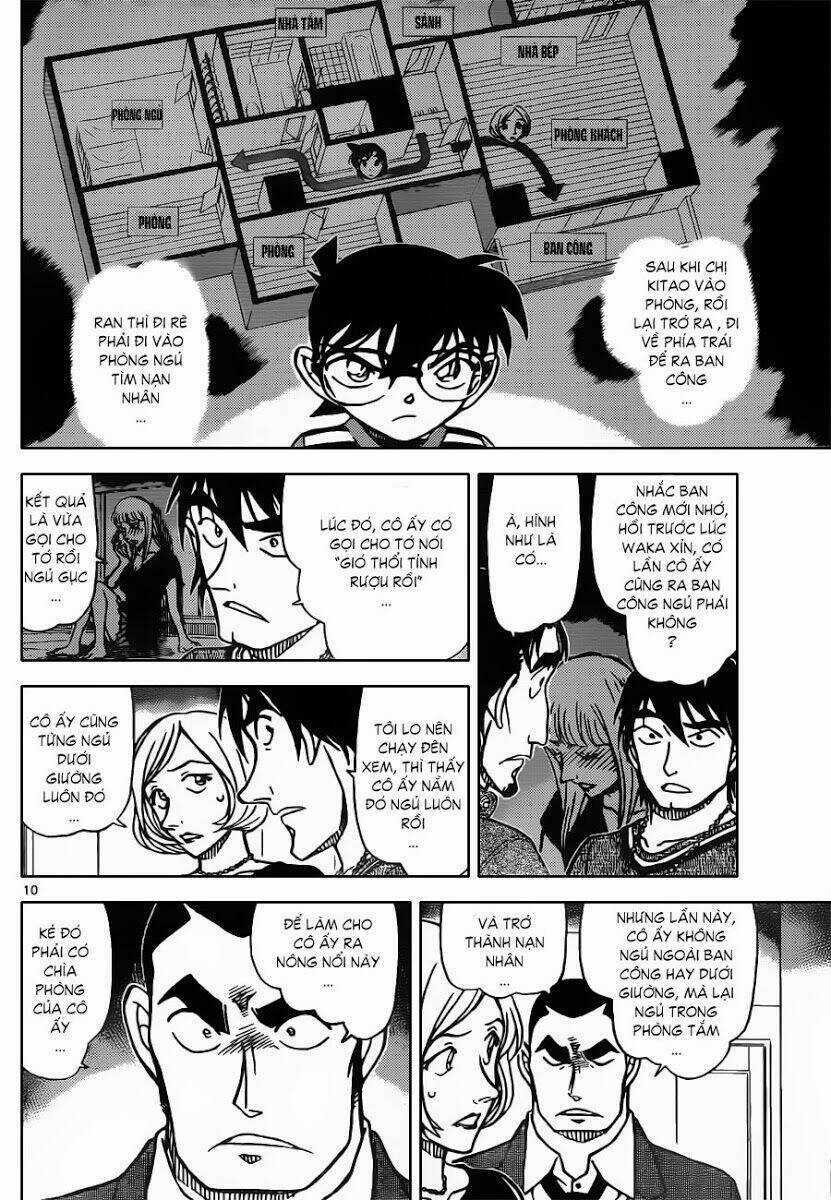 NHÀ TẮM
SẢNH
NHÀ BẾP
PHÒNG NGỦ
PHÒNG KHÁCH
PHÒNG
PHÒNG
BAN CÔNG
SAU KHI CHỊ
KITAO VÀO
PHÒNG, RỒI
LẠI TRỞ RA , ĐI
VỀ PHÍA TRÁI
ĐỂ RA BAN
CÔNG
...
RAN THÌ ĐI RẼ
PHẢI ĐI VÀO
PHÒNG NGỦ
TÌM NẠN
NHÂN
...
NHẮC BAN
CÔNG MỚI NHỚ,
HỒI TRƯỚC LÚC
WAKA XỈN, CÓ
LẦN CÔ ẤY
CŨNG RA BAN
CÔNG NGỦ PHẢI
KHÔNG
?
À, HÌNH
NHƯ LÀ
CÓ...
LÚC ĐÓ, CÔ ẤY CÓ
GỌI CHO TỚ NÓI
"GIÓ THỔI TỈNH
RƯỢU RỒI"
...
KẾT QUẢ
LÀ VỪA
GỌI CHO
TỚ RỒI
NGỦ GỤC
...
TÔI LO NÊN
CHẠY ĐẾN
XEM, THÌ THẤY
CÔ ẤY NẰM
ĐÓ NGỦ LUÔN
RỒI
...
CÔ ẤY CŨNG
TỪNG NGỦ
DƯỚI
GIƯỜNG
LUÔN ĐÓ
...
10
NHƯNG LẦN NÀY,
CÔ ẤY KHÔNG
NGỦ NGOÀI BAN
CÔNG HAY DƯỚI
GIƯỜNG, MÀ LẠI
NGỦ TRONG
PHÒNG TẮM
...
VÀ TRỞ
THÀNH NẠN
NHÂN
...
ĐỂ LÀM CHO
CÔ ẤY RA
NÔNG NỔI NÀY
...
KẺ ĐÓ
PHẢI CÓ
CHÌA
PHÒNG
CỦA CÔ
ẤY
...